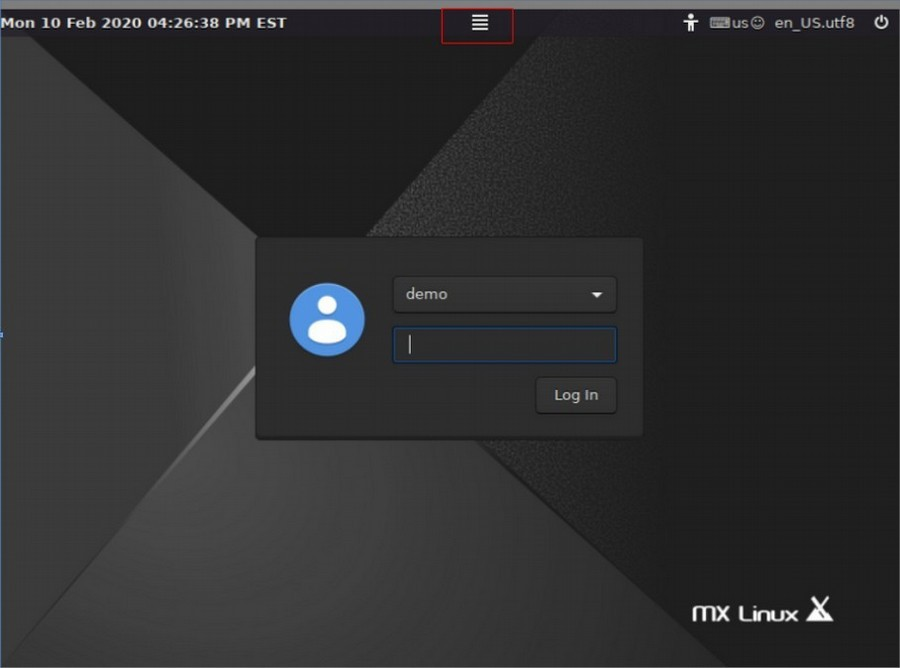 Mon 10 Feb 2020 04:26:38 PM EST
us☺ en_US.utf8
demo
Log In
MX Linux